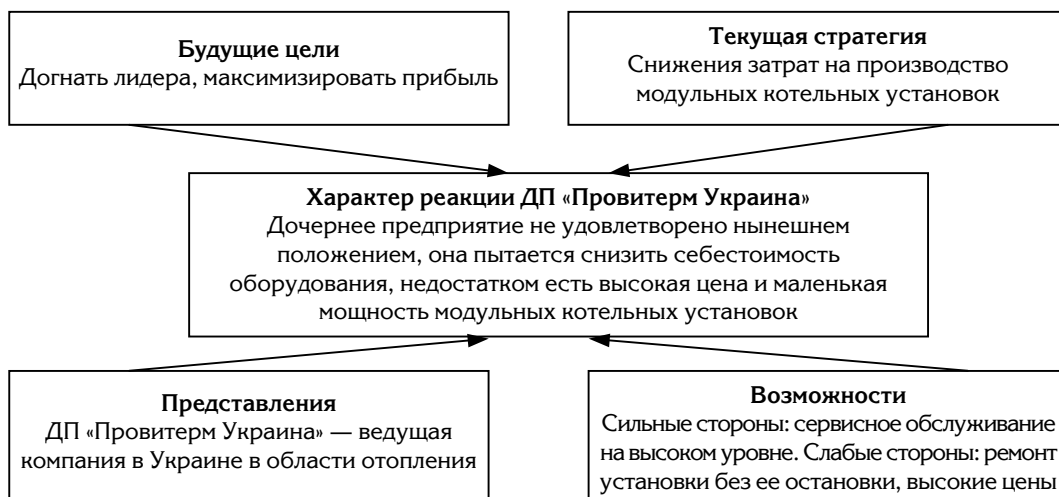 Будущие цели
Догнать лидера, максимизировать прибыль
Текущая стратегия
Снижения затрат на производство
модульных котельных установок
Характер реакции ДП «Провитерм Украина»
Дочернее предприятие не удовлетворено нынешнем
положением, она пытается снизить себестоимость
оборудования, недостатком есть высокая цена и маленькая
мощность модульных котельных установок
Представления
ДП «Провитерм Украина» — ведущая
компания в Украине в области отопления
Возможности
Сильные стороны: сервисное обслуживание
на высоком уровне. Слабые стороны: ремонт
установки без ее остановки, высокие цены